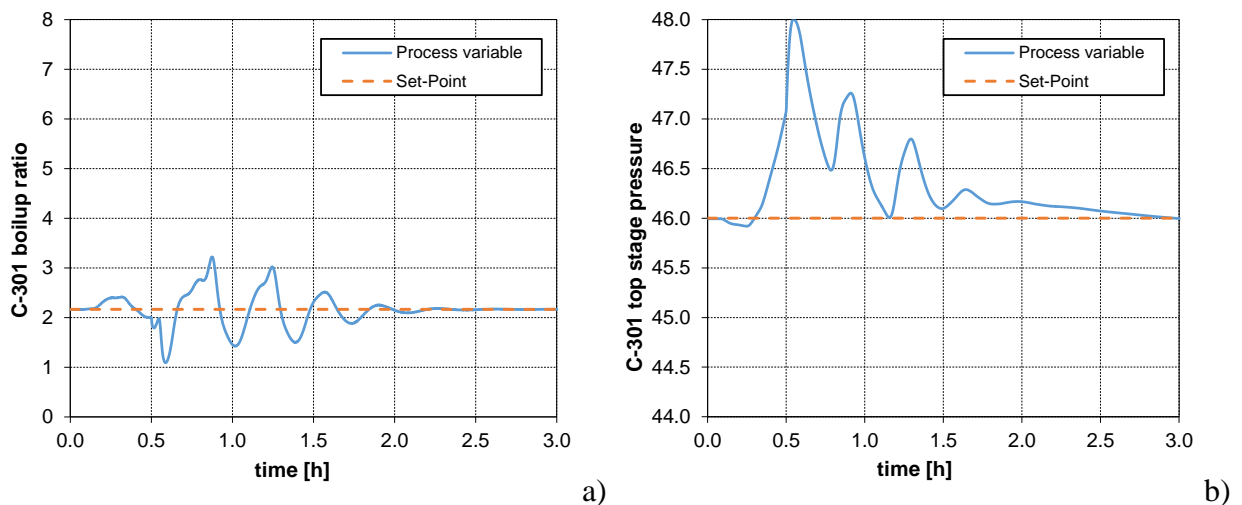 C-301 boilup ratio
8
7
6
5
4
3
2
1
0
0.0 0.5 1.0 1.5 2.0 2.5 3.0
time [h]
Process variable
Set-Point
a)
C-301 top stage pressure
48.0
47.5
47.0
46.5
46.0
45.5
45.0
44.5
44.0
0.0 0.5 1.0 1.5 2.0 2.5 3.0
time [h]
Process variable
Set-Point
b)